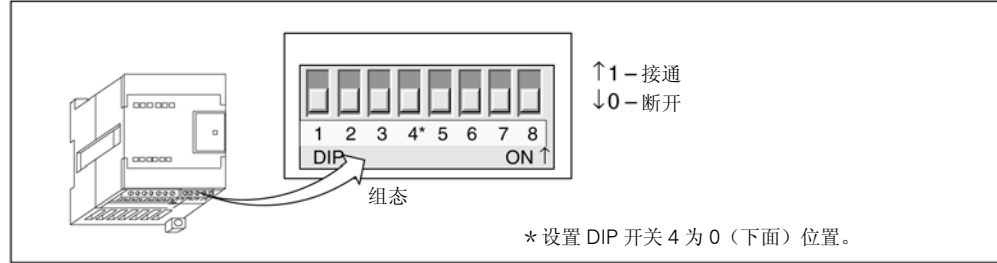 ↑1 – 接通
↓0 – 断开
1 2 3 4* 5 6 7 8
DIP ON ↑
组态
*设置 DIP 开关 4 为 0（下面）位置。